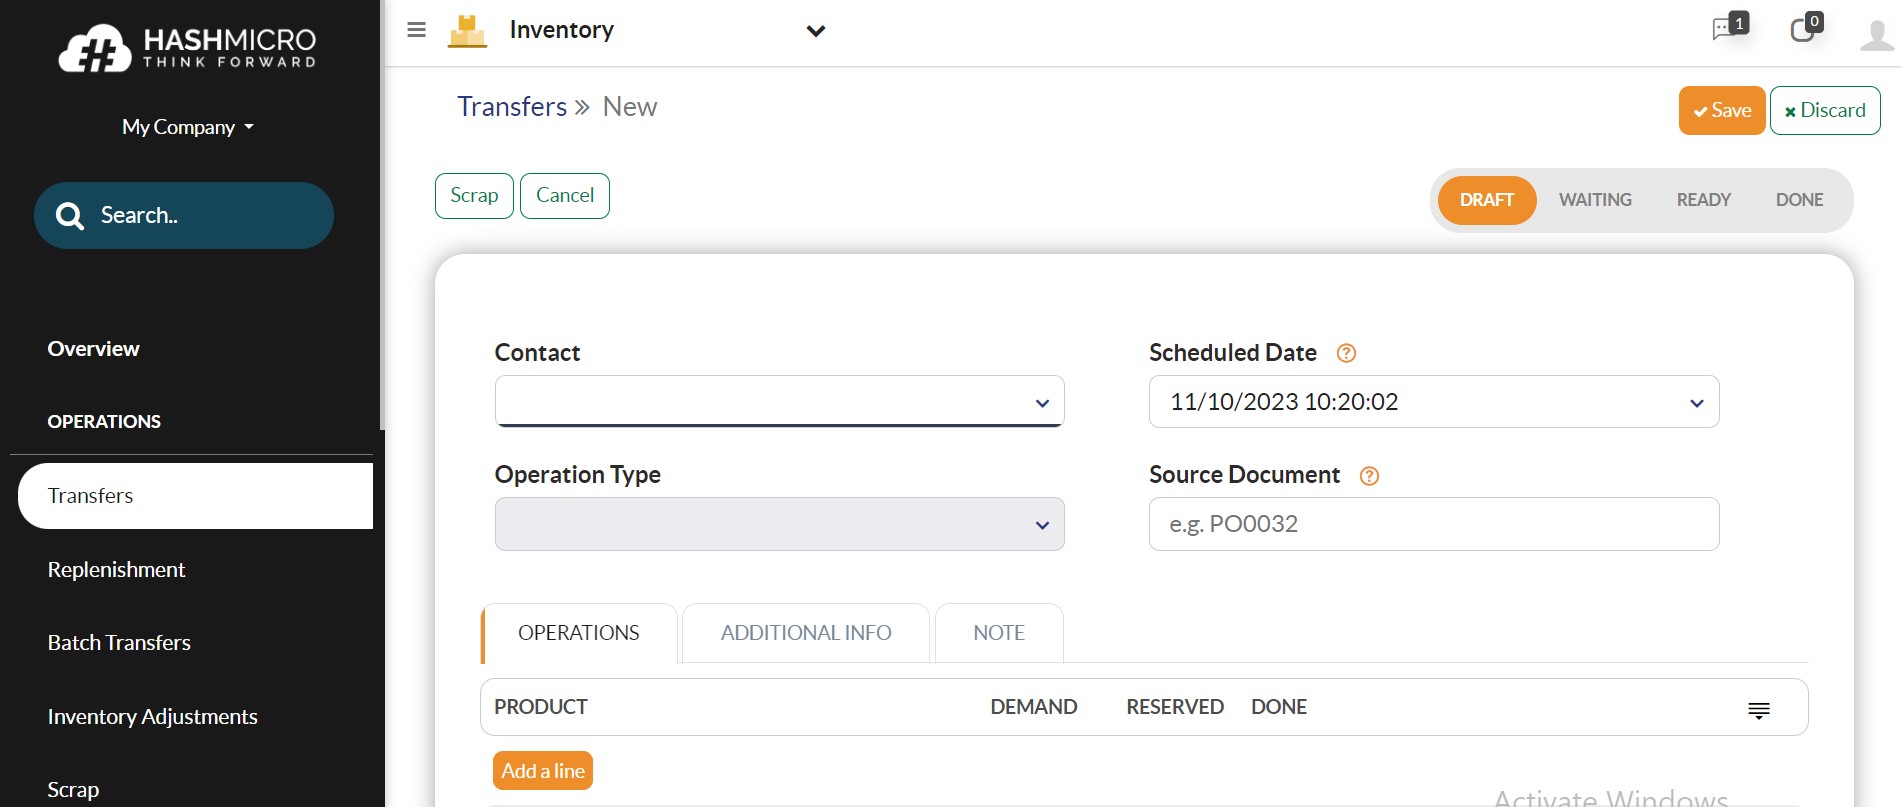 HASHMICRO
THINK FORWARD
My Company
Search..
Overview
OPERATIONS
Transfers
Replenishment
Batch Transfers
Inventory Adjustments
Scrap
Inventory
1
0
Transfers » New
Save
Discard
Scrap
Cancel
DRAFT
WAITING
READY
DONE
Contact
Scheduled Date ?
11/10/2023 10:20:02
Operation Type
Source Document ?
e.g. PO0032
OPERATIONS
ADDITIONAL INFO
NOTE
PRODUCT DEMAND RESERVED DONE
Add a line
Activate Windows